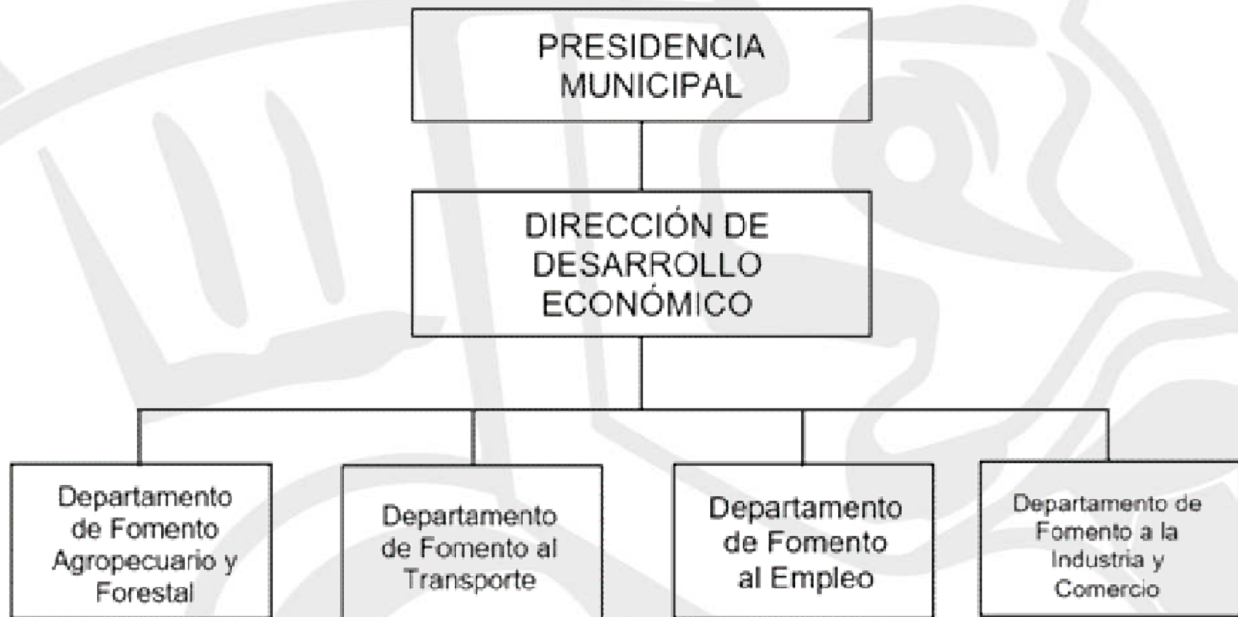 PRESIDENCIA
MUNICIPAL
DIRECCIÓN DE
DESARROLLO
ECONÓMICO
Departamento
de Fomento
Agropecuario y
Forestal
Departamento
de Fomento al
Transporte
Departamento
de Fomento
al Empleo
Departamento de
Fomento a la
Industria y
Comercio